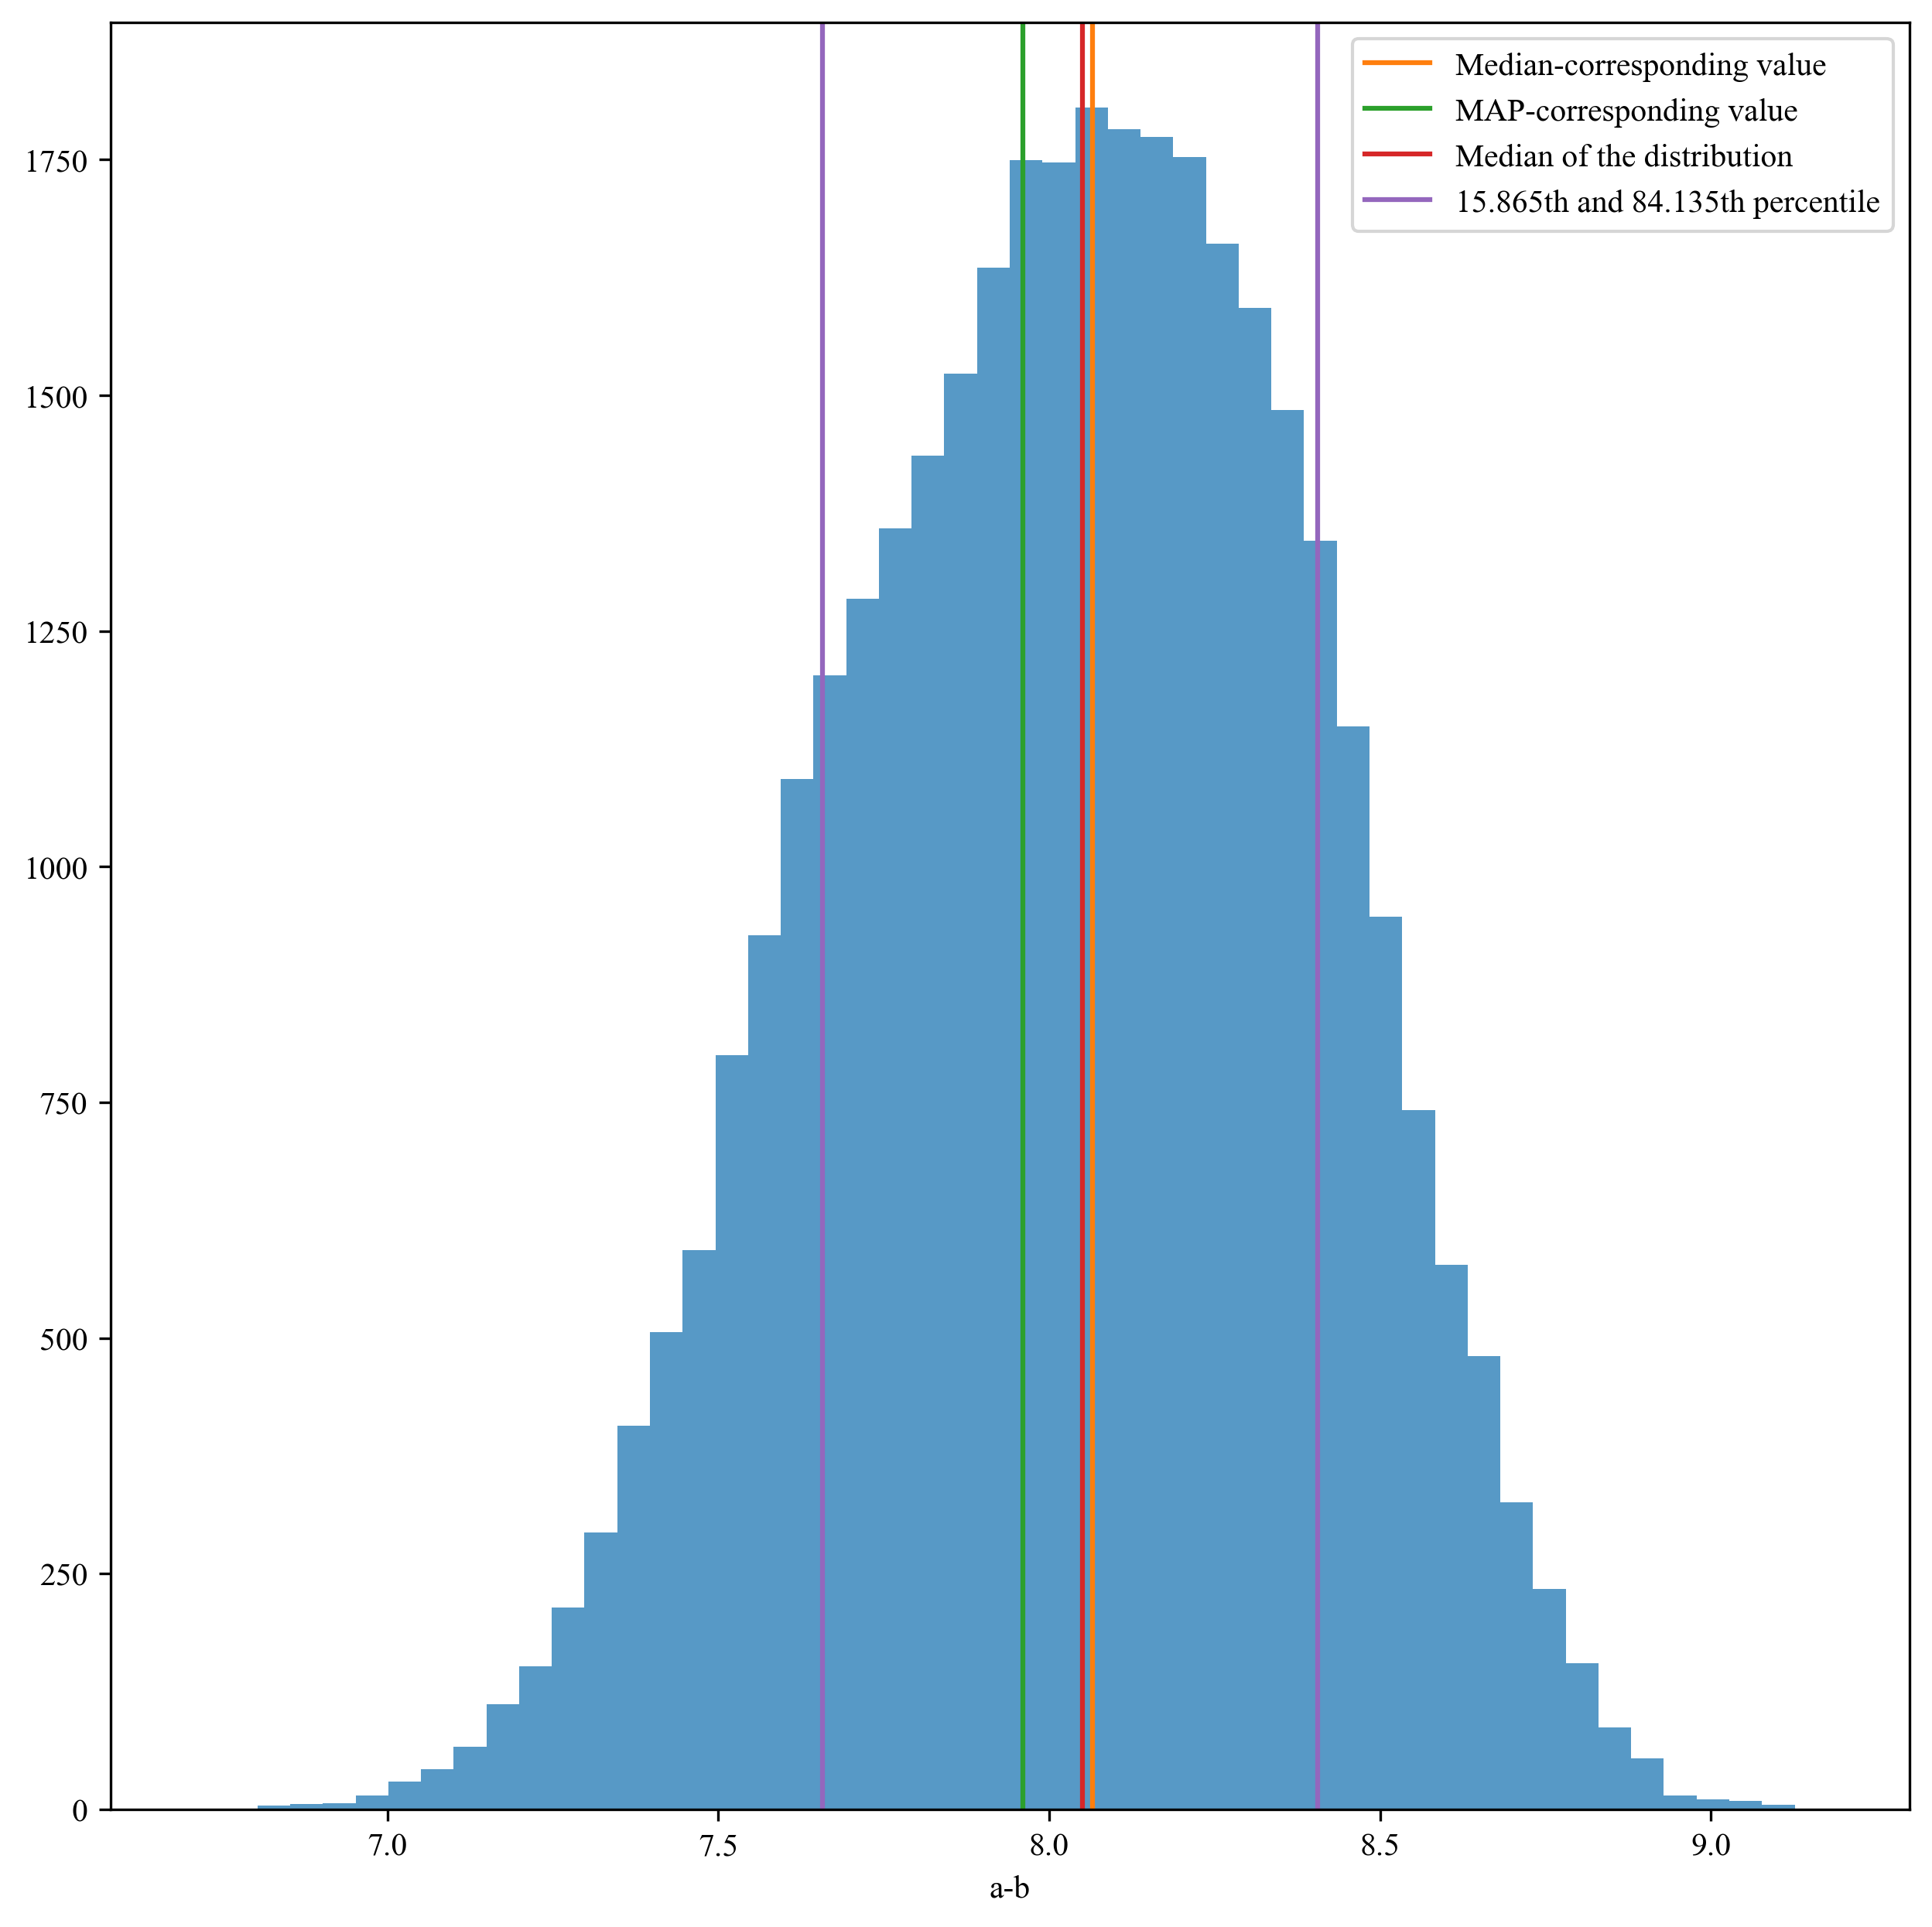 Median-corresponding value
MAP-corresponding value
Median of the distribution
15.865th and 84.135th percentile
1750
1500
1250
1000
750
500
250
0
7.0 7.5 8.0 8.5 9.0
a-b